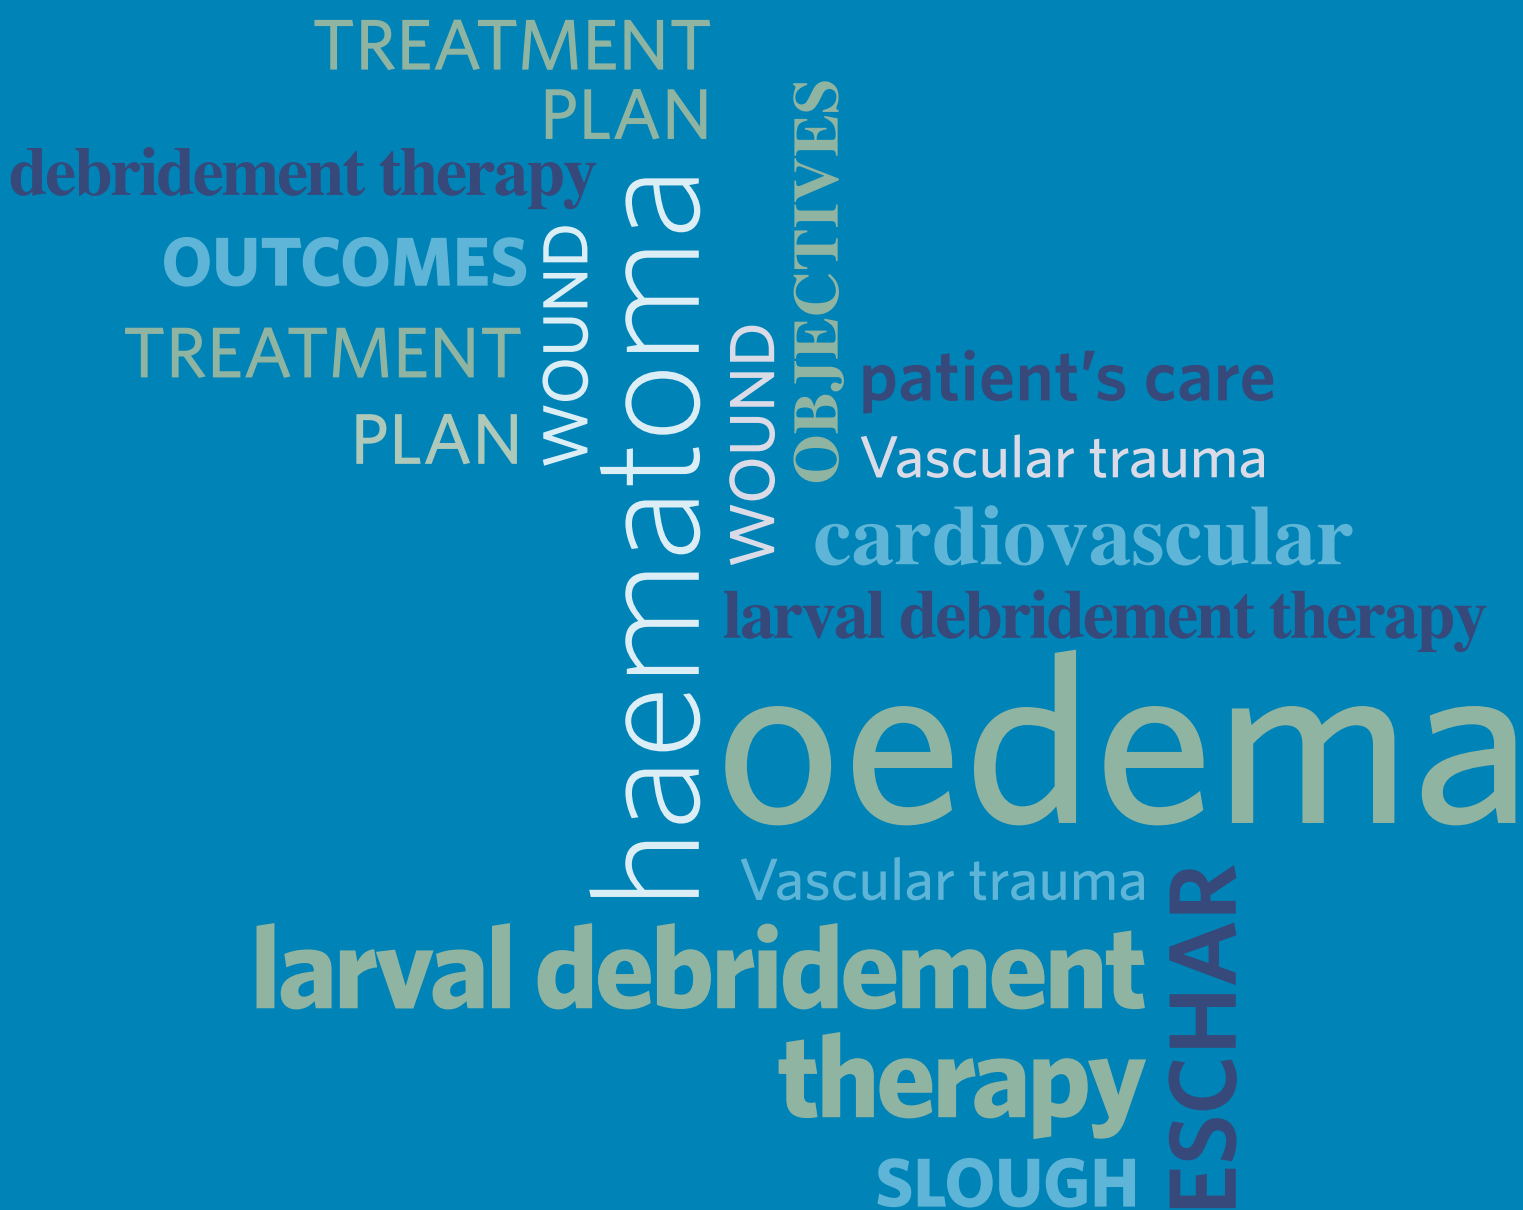 TREATMENT
PLAN
debridement therapy
OUTCOMES
TREATMENT
PLAN
WOUND
haematoma
WOUND
OBJECTIVES
patient’s care
Vascular trauma
cardiovascular
larval debridement therapy
oedema
Vascular trauma
larval debridement
therapy
SLOUGH
ESCHAR